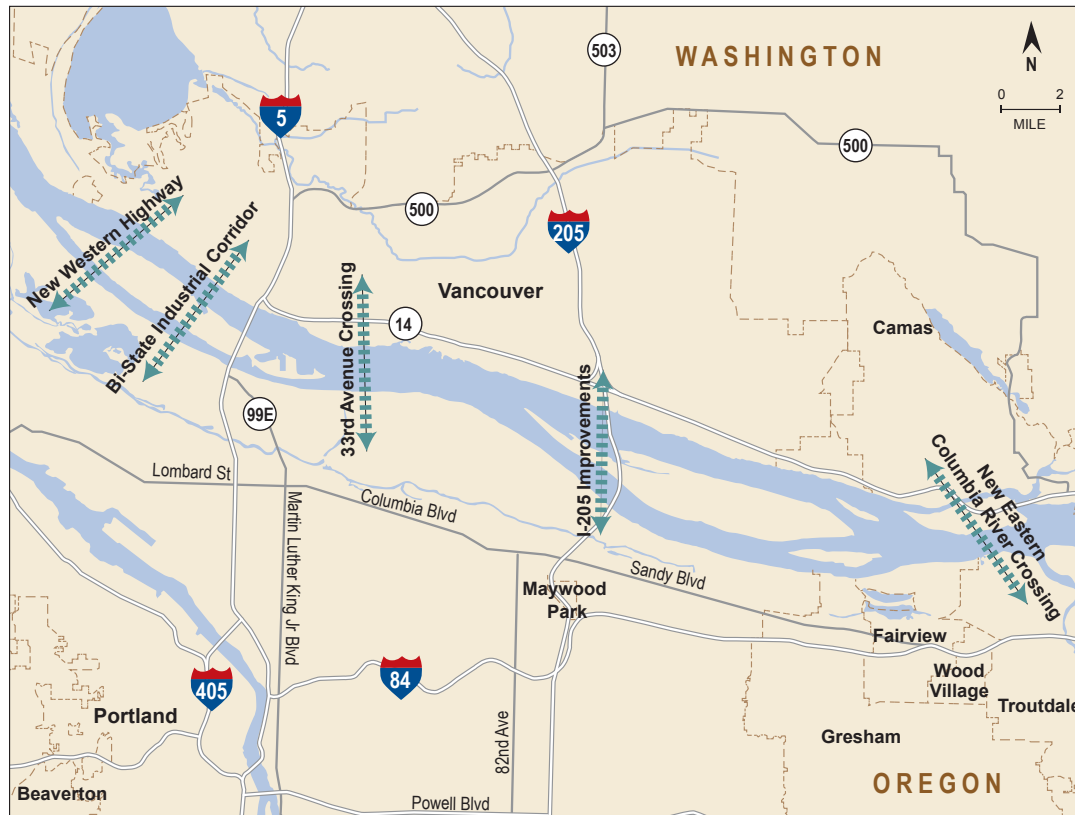 503
WASHINGTON
N
0 2
MILE
5
500
500
205
New Western Highway
Bi-State Industrial Corridor
33rd Avenue Crossing
Vancouver
14
Camas
I-205 Improvements
New Eastern
Columbia River Crossing
99E
Lombard St
Columbia Blvd
Martin Luther King Jr Blvd
Sandy Blvd
Maywood
Park
Fairview
Wood
Village
Troutdale
405
84
Portland
82nd Ave
Gresham
Beaverton
Powell Blvd
OREGON